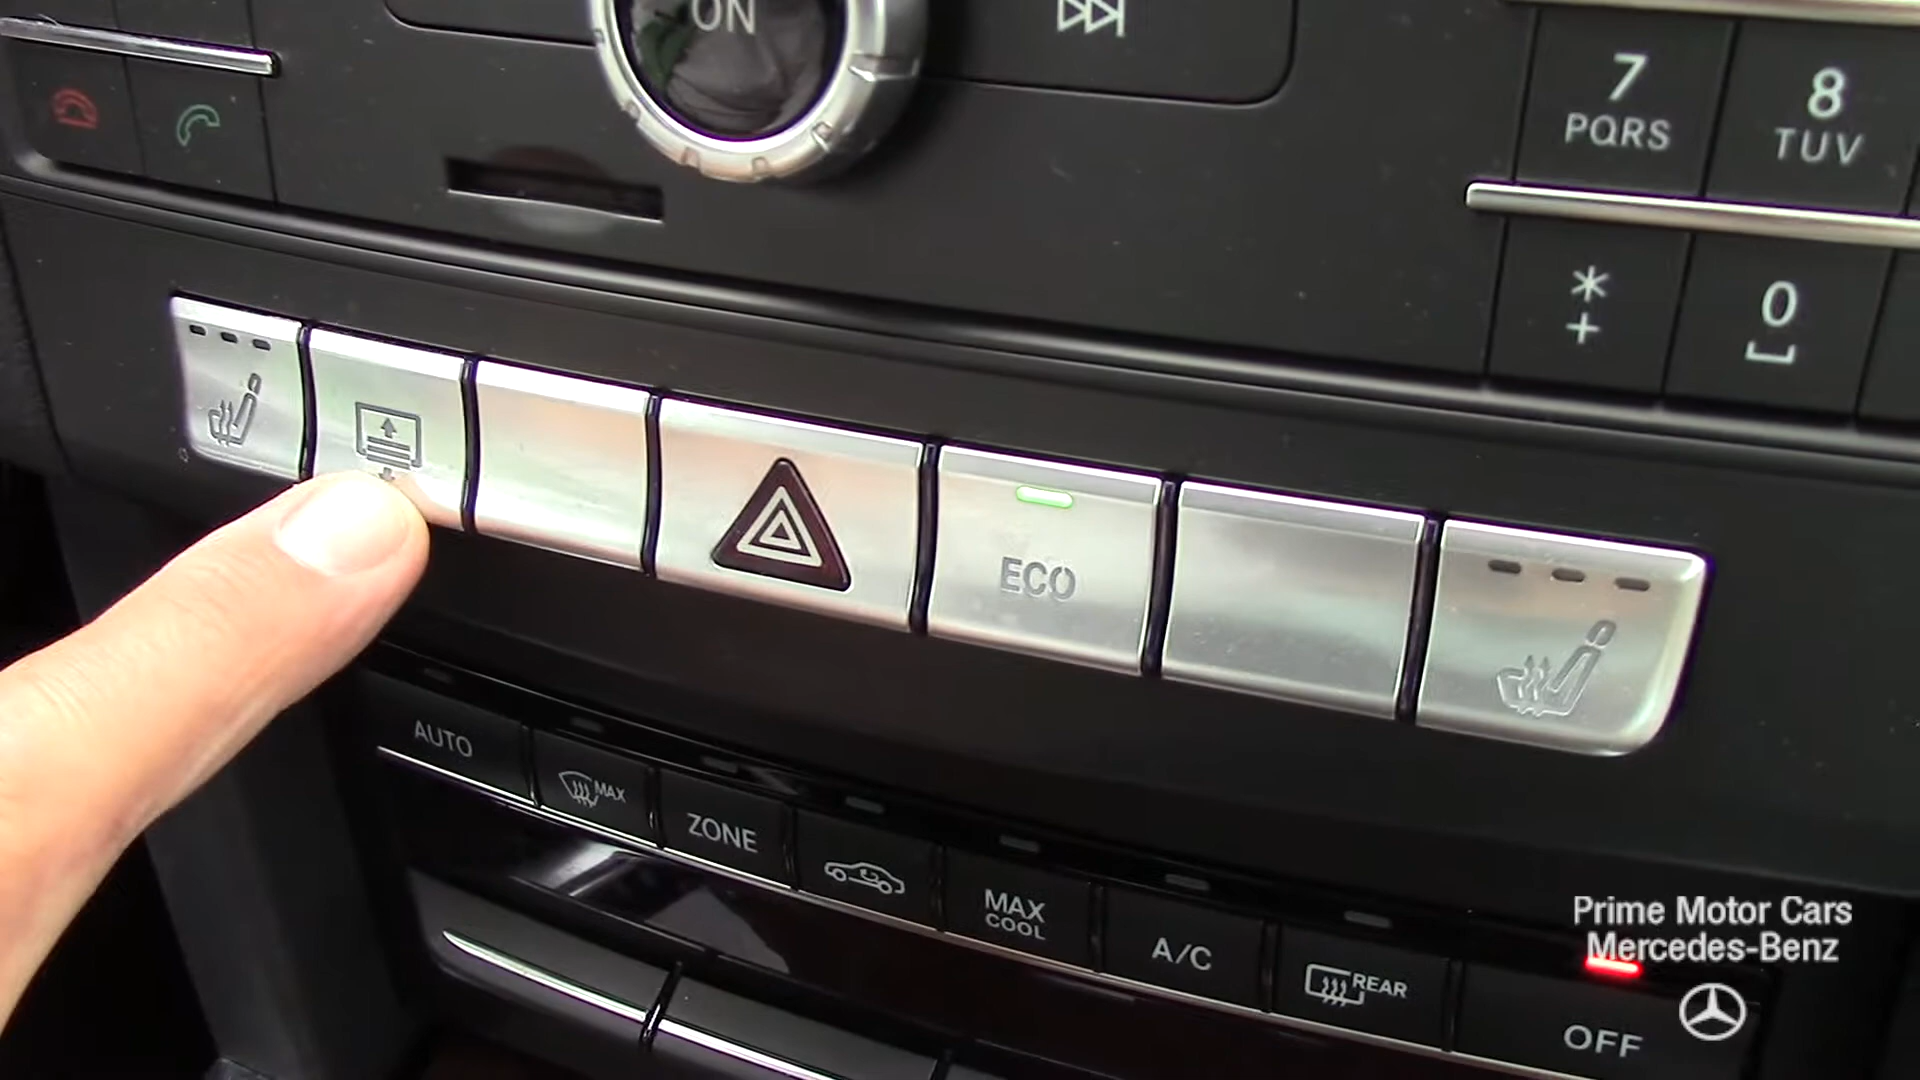 ON
7
PQRS
8
TUV
*
+
0
ECO
AUTO
MAX
ZONE
MAX
COOL
A/C
REAR
OFF
Prime Motor Cars
Mercedes-Benz